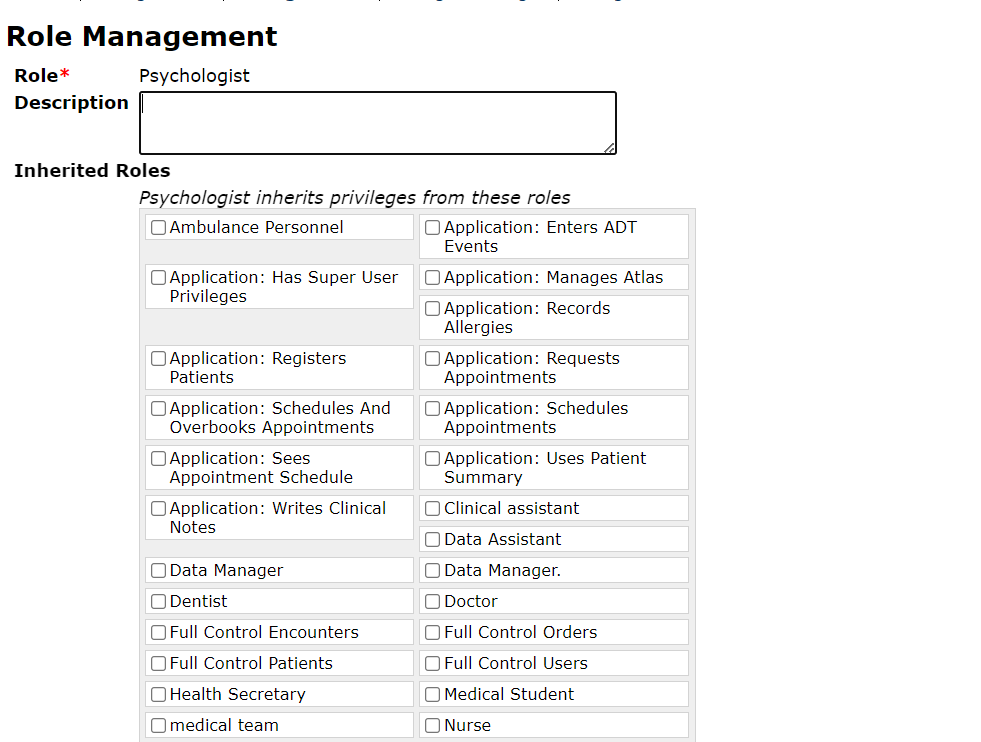 Role Management
Role* Psychologist
Description
Inherited Roles
Psychologist inherits privileges from these roles
Ambulance Personnel
Application: Enters ADT
Events
Application: Has Super User
Privileges
Application: Manages Atlas
Application: Records
Allergies
Application: Registers
Patients
Application: Requests
Appointments
Application: Schedules And
Overbooks Appointments
Application: Schedules
Appointments
Application: Sees
Appointment Schedule
Application: Uses Patient
Summary
Application: Writes Clinical
Notes
Clinical assistant
Data Assistant
Data Manager
Data Manager.
Dentist
Doctor
Full Control Encounters
Full Control Orders
Full Control Patients
Full Control Users
Health Secretary
Medical Student
medical team
Nurse